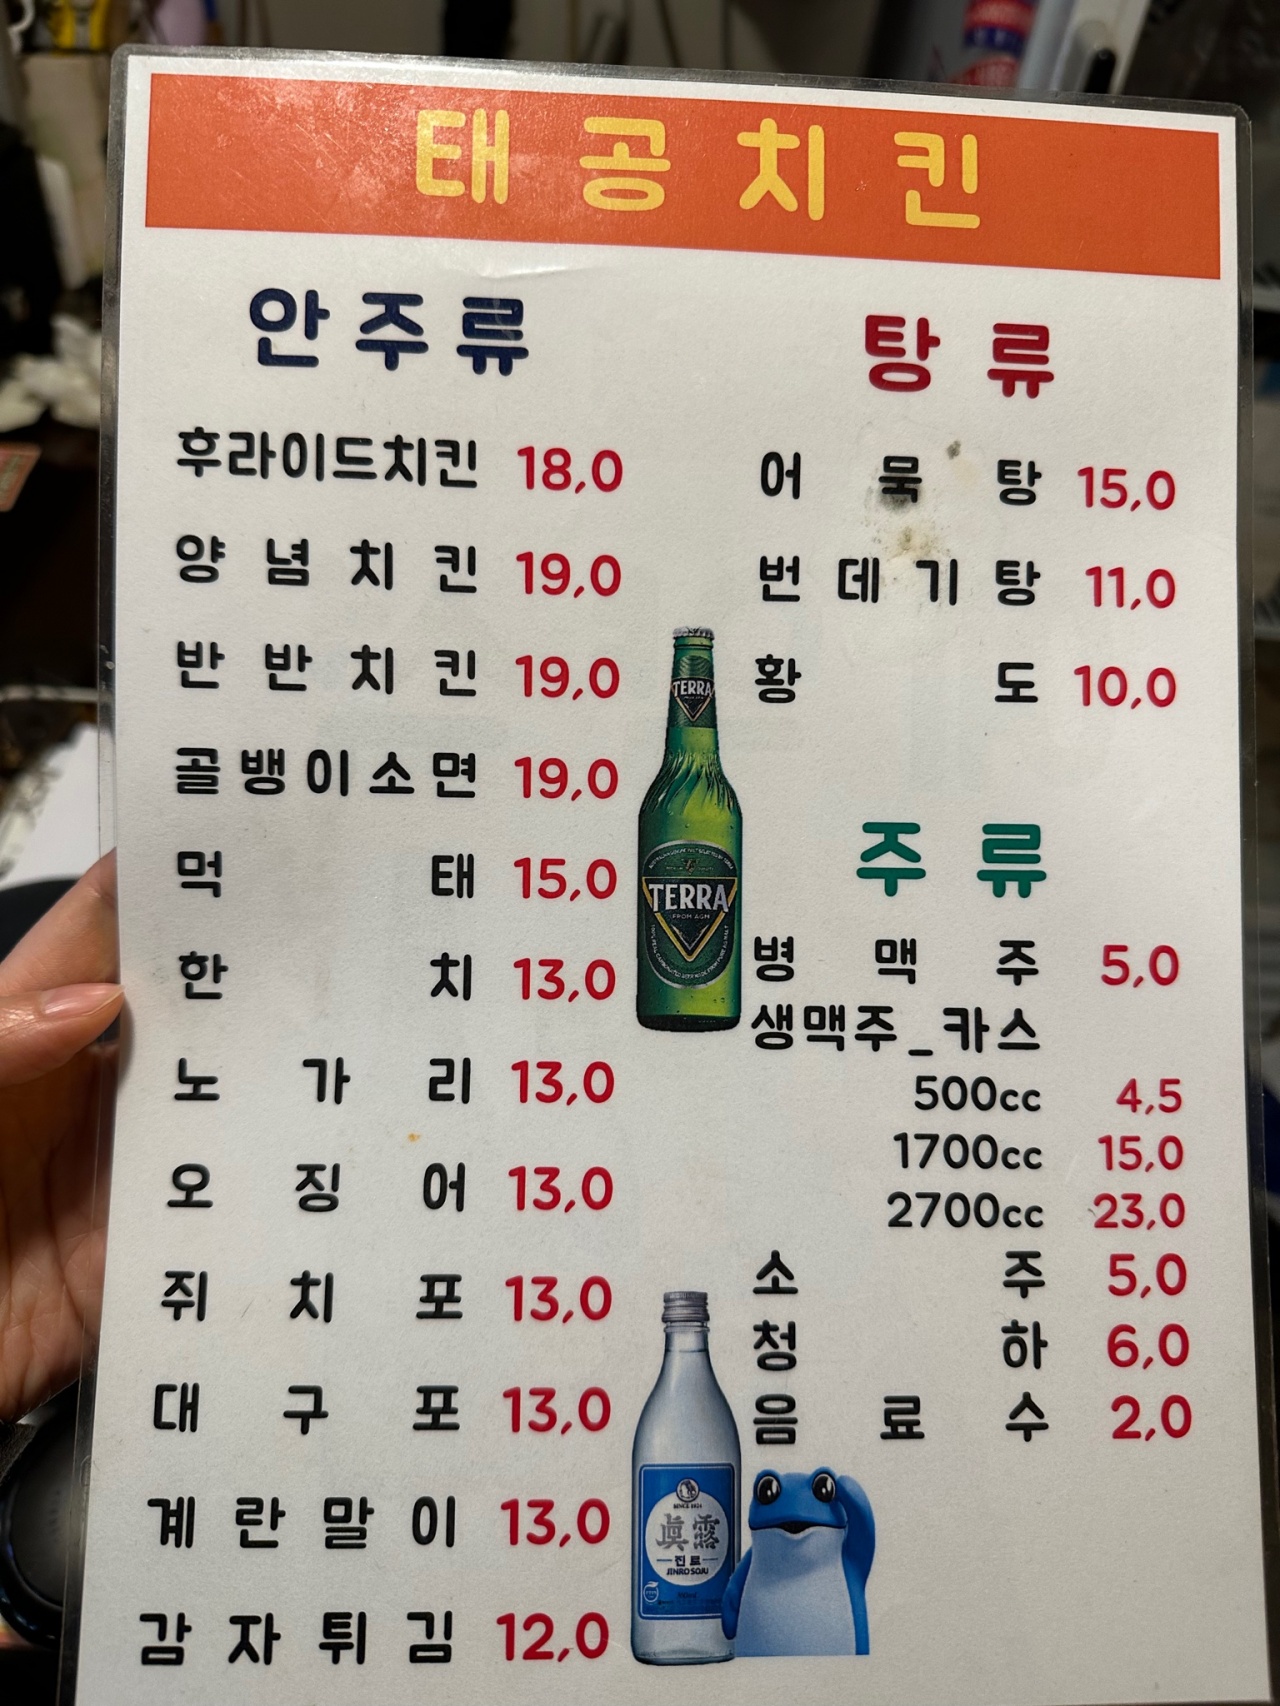 태공치킨
안주류
후라이드치킨 18,0
양념치킨 19,0
반반치킨 19,0
골뱅이소면 19,0
먹태 15,0
한치 13,0
노가리 13,0
오징어 13,0
쥐치포 13,0
대구포 13,0
계란말이 13,0
감자튀김 12,0
탕류
어묵탕 15,0
번데기탕 11,0
황도 10,0
주류
병맥주 5,0
생맥주_카스
500cc 4,5
1700cc 15,0
2700cc 23,0
소주 5,0
청하 6,0
음료수 2,0
TERRA
TERRA
FROM AGM
SINCE 1924
眞露
진로
JINRO SOJU